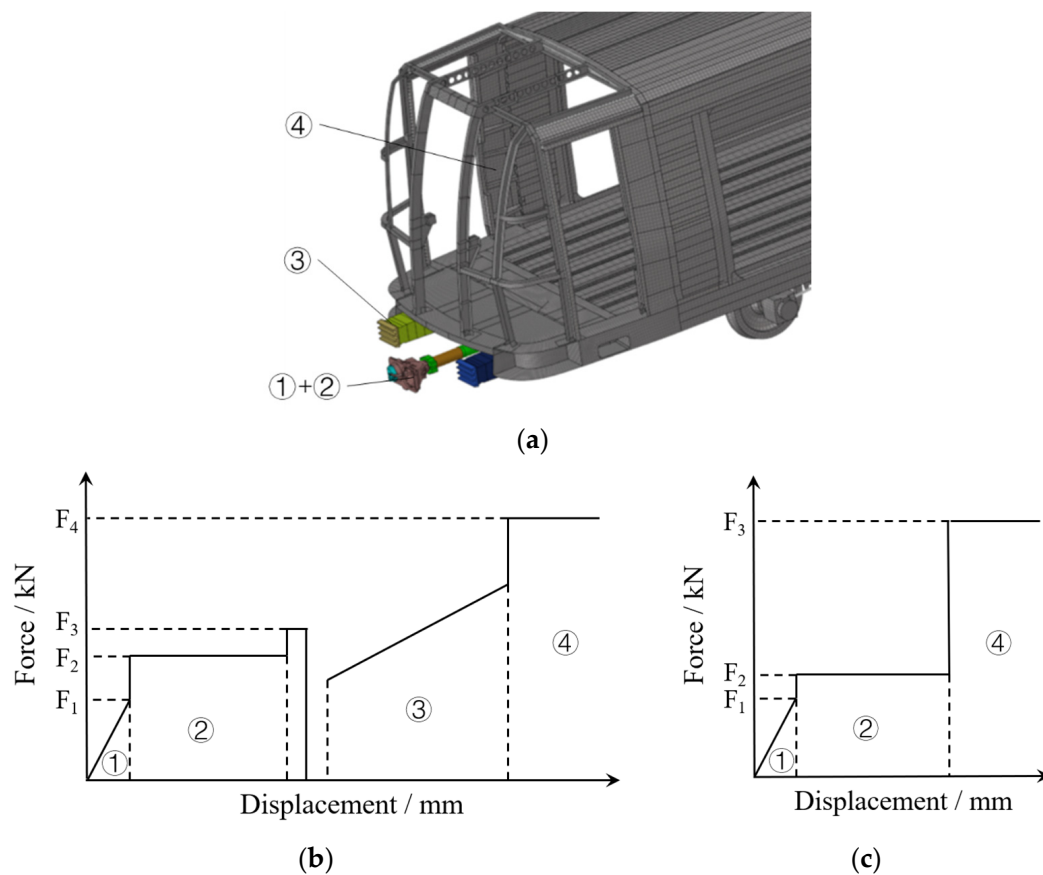 ④
③
①+②
(a)
F₄
F₃
F₂
F₁
Force / kN
①
②
③
④
Displacement / mm
(b)
F₃
F₂
F₁
Force / kN
①
②
④
Displacement / mm
(c)